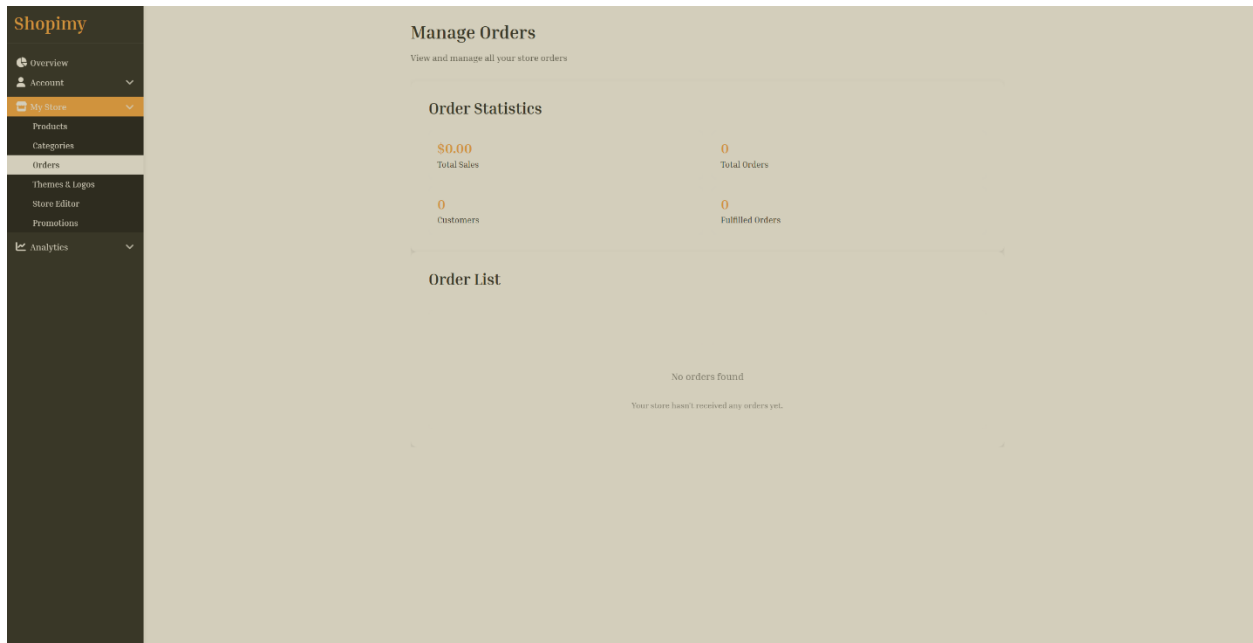 Shopimy
Overview
Account
My Store
Products
Categories
Orders
Themes & Logos
Store Editor
Promotions
Analytics
Manage Orders
View and manage all your store orders
Order Statistics
$0.00
Total Sales
0
Total Orders
0
Customers
0
Fulfilled Orders
Order List
No orders found
Your store hasn't received any orders yet.